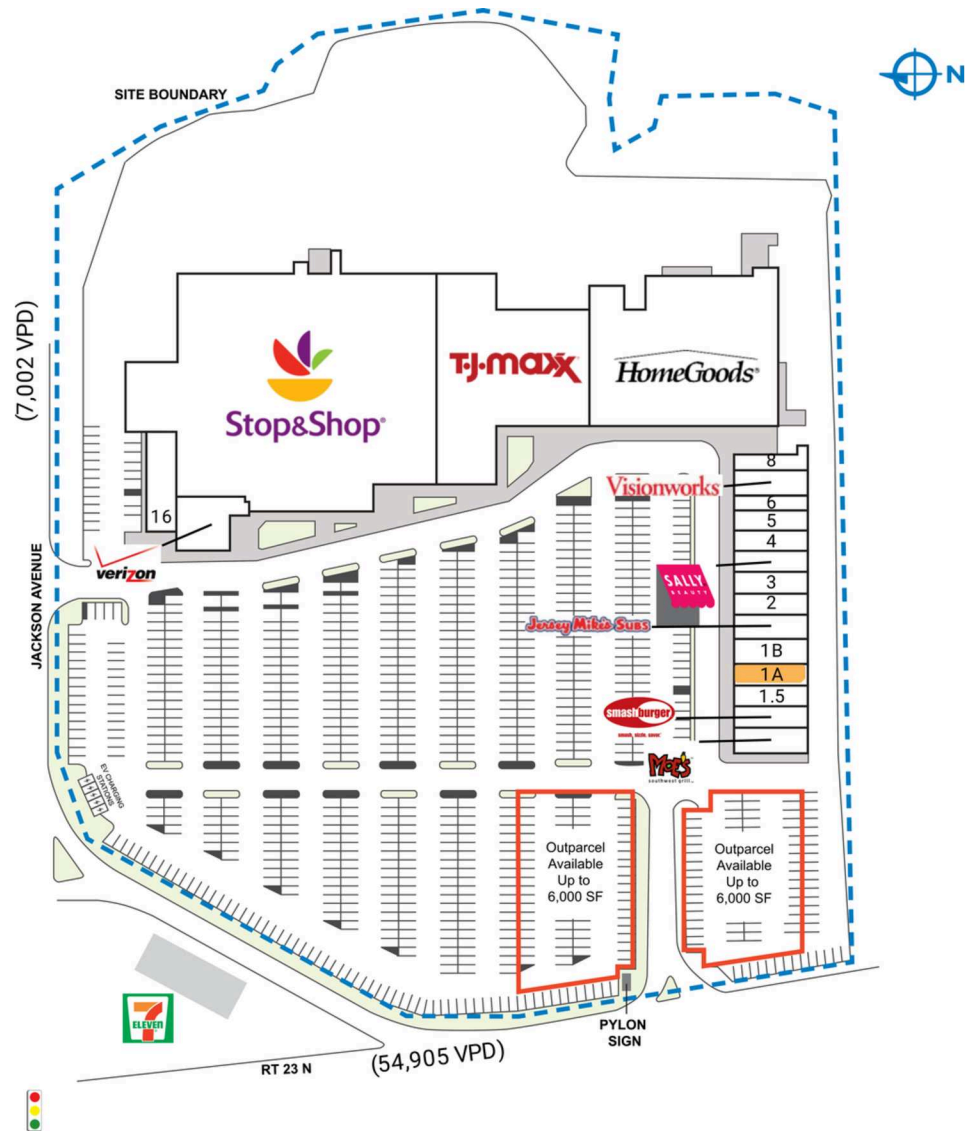 N
SITE BOUNDARY
(7,002 VPD)
JACKSON AVENUE
Stop&Shop®
T·J·maxx
HomeGoods®
8
Visionworks
6
5
4
16
verizon
SALLY
BEAUTY
3
2
Jersey Mike's Subs
1B
1A
1.5
smashburger
smash. sizzle. savor.
MOE'S
southwest grill
EV CHARGING
STATIONS
Outparcel
Available
Up to
6,000 SF
Outparcel
Available
Up to
6,000 SF
7
ELEVEN
PYLON
SIGN
(54,905 VPD)
RT 23 N